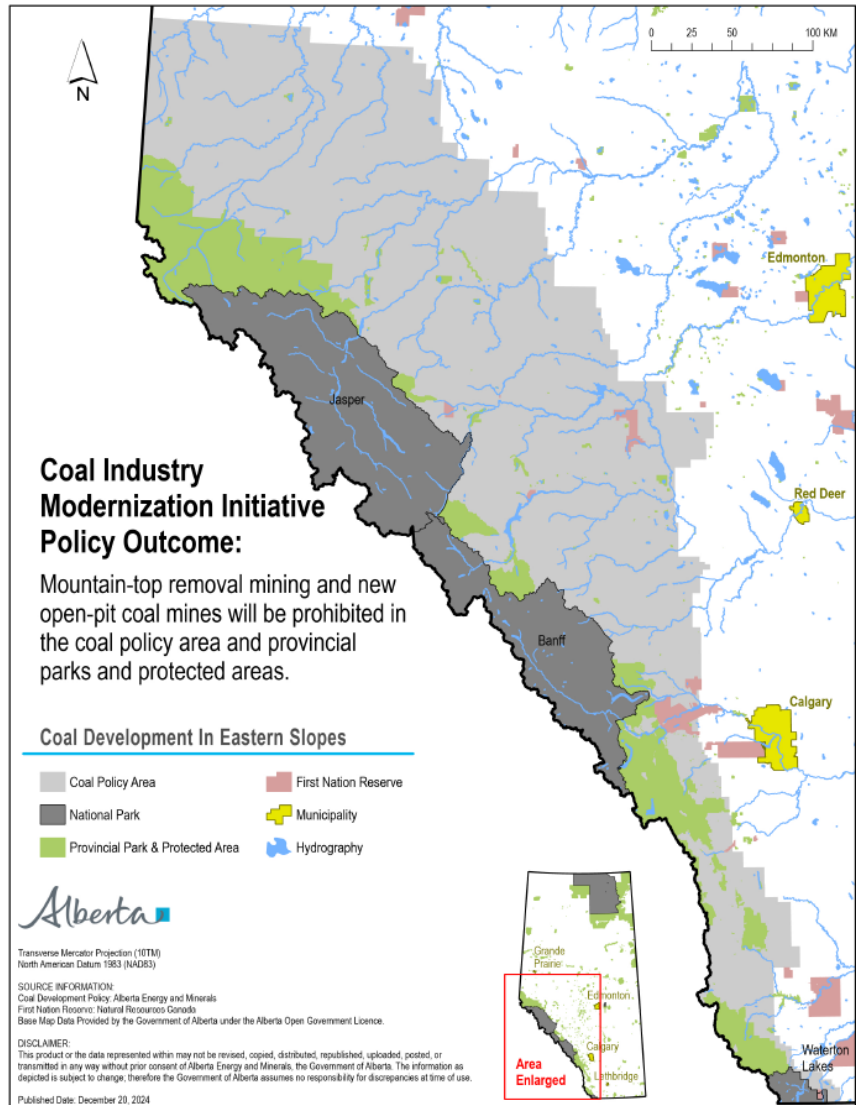 N
0 25 50 100 KM
Edmonton
Jasper
Red Deer
Banff
Calgary
Waterton
Lakes
Coal Industry
Modernization Initiative
Policy Outcome:
Mountain-top removal mining and new
open-pit coal mines will be prohibited in
the coal policy area and provincial
parks and protected areas.
Coal Development In Eastern Slopes
Coal Policy Area
First Nation Reserve
National Park
Municipality
Provincial Park & Protected Area
Hydrography
Alberta
Transverse Mercator Projection (10TM)
North American Datum 1983 (NAD83)
SOURCE INFORMATION:
Coal Development Policy: Alberta Energy and Minerals
First Nation Reserve: Natural Resources Canada
Base Map Data Provided by the Government of Alberta under the Alberta Open Government Licence.
DISCLAIMER:
This product or the data represented within may not be revised, copied, distributed, republished, uploaded, posted, or
transmitted in any way without prior consent of Alberta Energy and Minerals, the Government of Alberta. The information as
depicted is subject to change; therefore the Government of Alberta assumes no responsibility for discrepancies at time of use.
Published Date: December 20, 2024
Grande
Prairie
Edmonton
Calgary
Lethbridge
Area
Enlarged